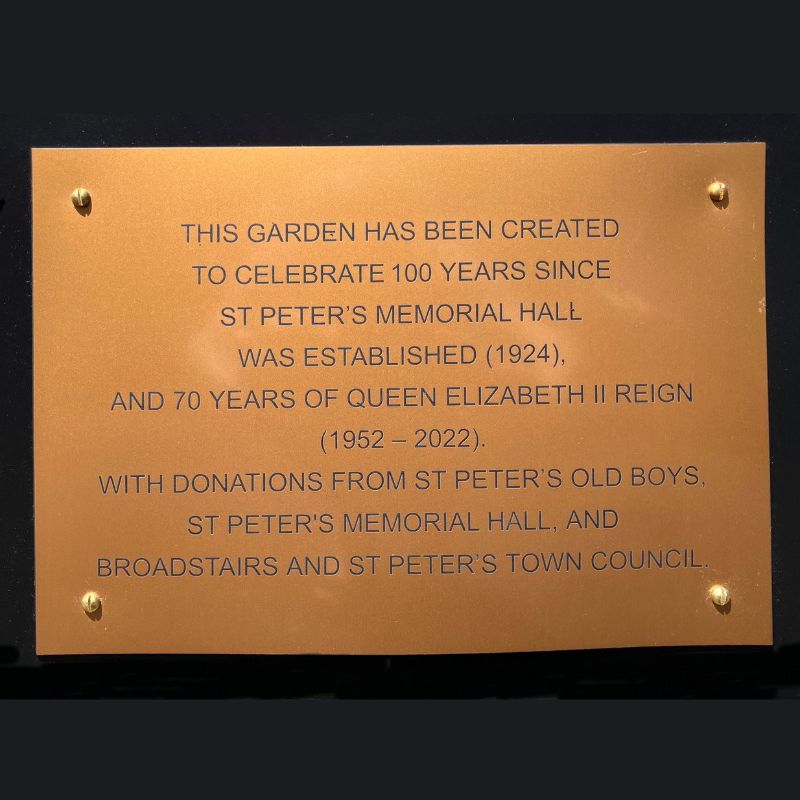 THIS GARDEN HAS BEEN CREATED
TO CELEBRATE 100 YEARS SINCE
ST PETER’S MEMORIAL HALL
WAS ESTABLISHED (1924),
AND 70 YEARS OF QUEEN ELIZABETH II REIGN
(1952 – 2022).
WITH DONATIONS FROM ST PETER’S OLD BOYS,
ST PETER'S MEMORIAL HALL, AND
BROADSTAIRS AND ST PETER’S TOWN COUNCIL.